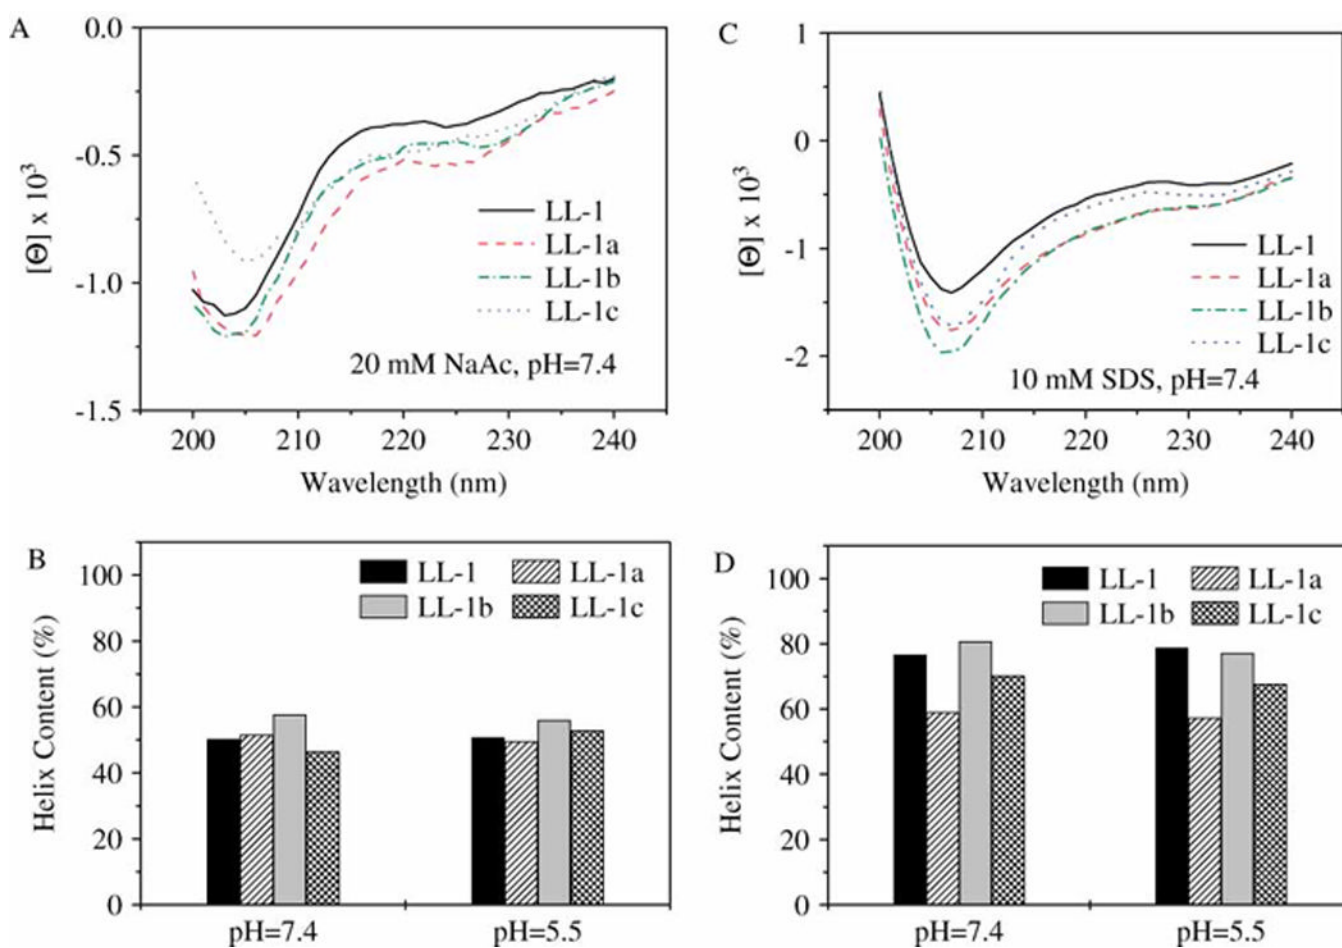 A
0.0
-0.5
-1.0
-1.5
[Θ] x 10³
LL-1
LL-1a
LL-1b
LL-1c
20 mM NaAc, pH=7.4
200 210 220 230 240
Wavelength (nm)
C
1
0
-1
-2
[Θ] x 10³
LL-1
LL-1a
LL-1b
LL-1c
10 mM SDS, pH=7.4
200 210 220 230 240
Wavelength (nm)
B
100
80
60
40
20
0
Helix Content (%)
LL-1 LL-1a
LL-1b LL-1c
pH=7.4 pH=5.5
D
100
80
60
40
20
0
Helix Content (%)
LL-1 LL-1a
LL-1b LL-1c
pH=7.4 pH=5.5